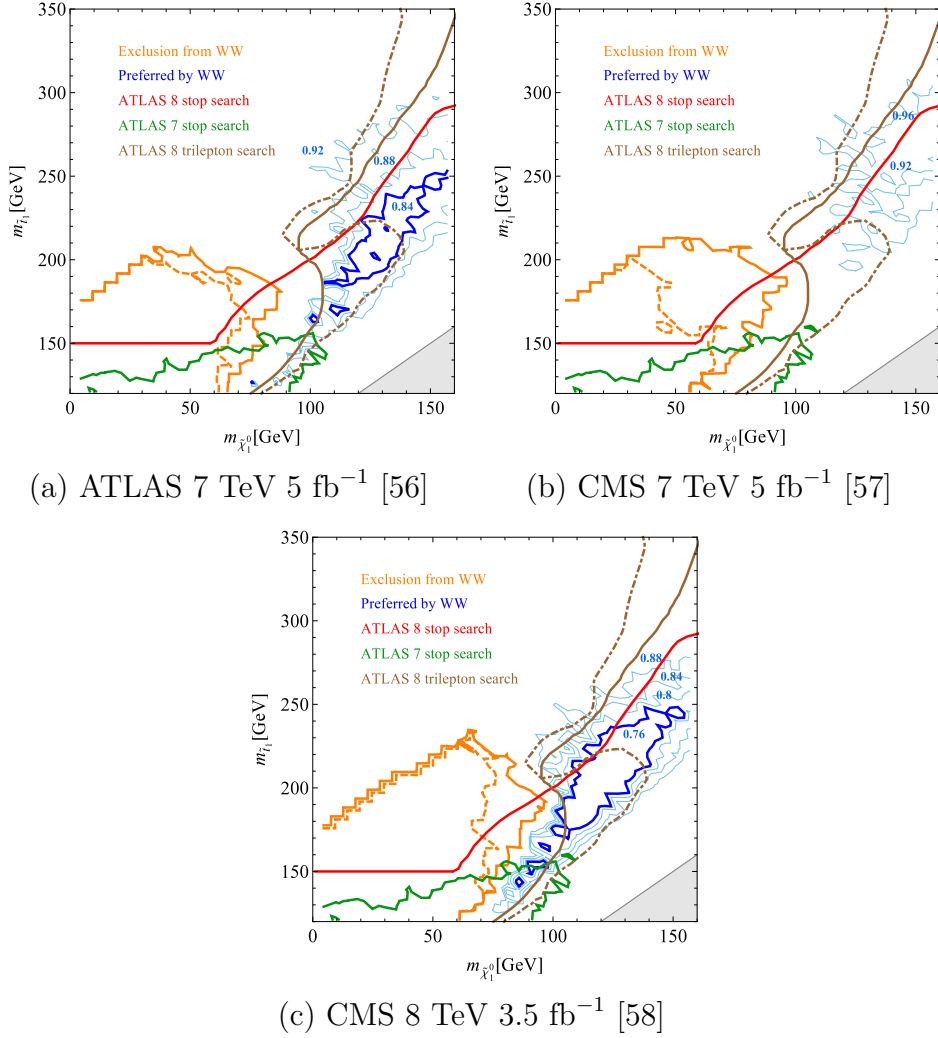 350
300
250
200
150
0 50 100 150
m_{\tilde{t}_1}[GeV]
m_{\tilde{\chi}_1^0}[GeV]
Exclusion from WW
Preferred by WW
ATLAS 8 stop search
ATLAS 7 stop search
ATLAS 8 trilepton search
0.92
0.88
0.84
(a) ATLAS 7 TeV 5 fb⁻¹ [56]
350
300
250
200
150
0 50 100 150
m_{\tilde{t}_1}[GeV]
m_{\tilde{\chi}_1^0}[GeV]
Exclusion from WW
Preferred by WW
ATLAS 8 stop search
ATLAS 7 stop search
ATLAS 8 trilepton search
0.96
0.92
(b) CMS 7 TeV 5 fb⁻¹ [57]
350
300
250
200
150
0 50 100 150
m_{\tilde{t}_1}[GeV]
m_{\tilde{\chi}_1^0}[GeV]
Exclusion from WW
Preferred by WW
ATLAS 8 stop search
ATLAS 7 stop search
ATLAS 8 trilepton search
0.88
0.84
0.8
0.76
(c) CMS 8 TeV 3.5 fb⁻¹ [58]